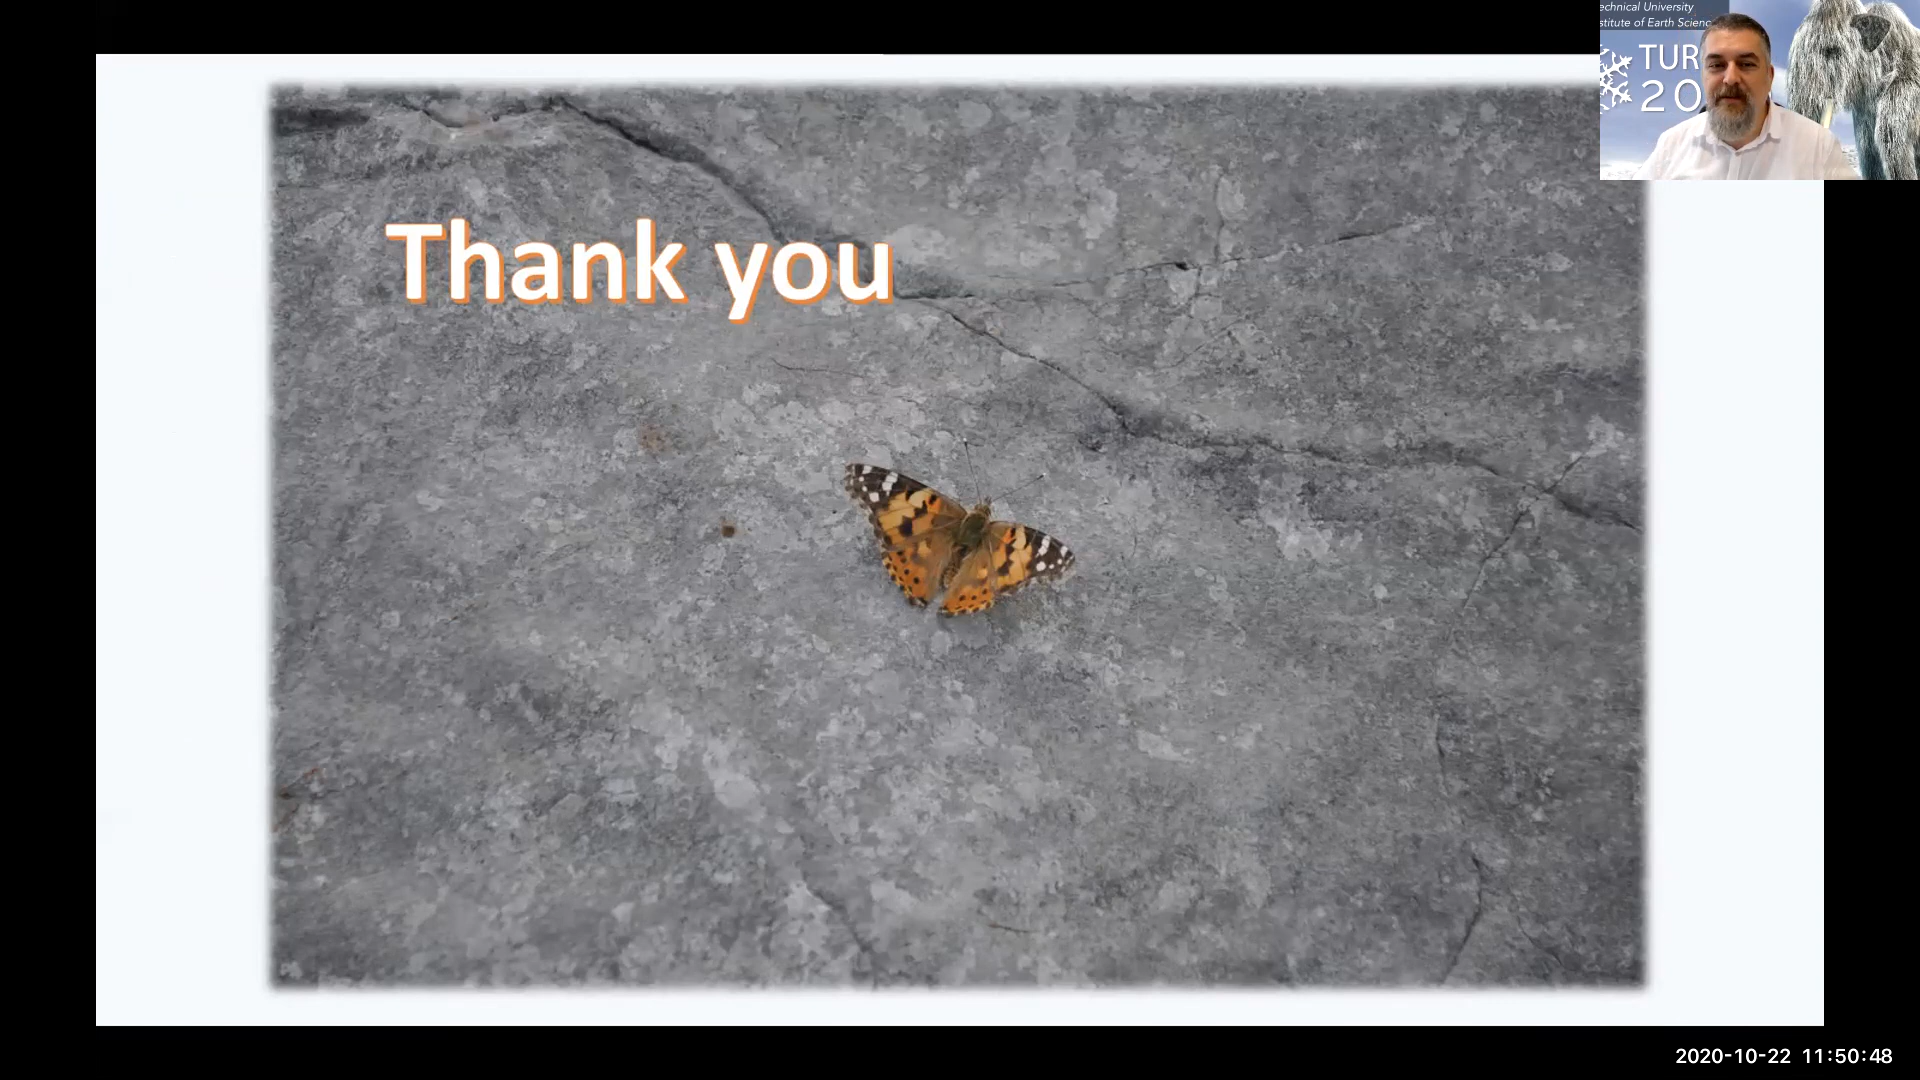 echnical University
stitute of Earth Scienc
TUR
20
Thank you
2020-10-22 11:50:48